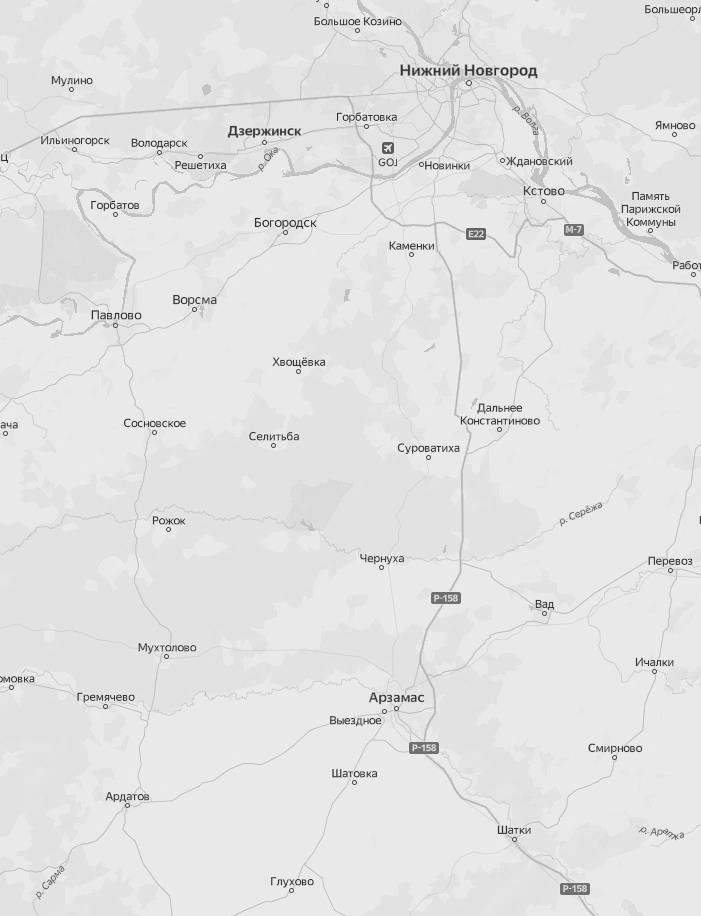 Большеорл
Большое Козино
Нижний Новгород
Мулино
Горбатовка
р. Волга
Дзержинск
Ямново
Ильиногорск
Володарск
ц
Решетиха
р. Ока
GOJ
Новинки
Ждановский
Кстово
Память
Парижской
Коммуны
Горбатов
Богородск
E22
М-7
Каменки
Работ
Ворсма
Павлово
Хвощёвка
Дальнее
Константиново
ача
Сосновское
Селитьба
Суроватиха
р. Серёжа
Рожок
Чернуха
Перевоз
Р-158
Вад
Мухтолово
Ичалки
омовка
Гремячево
Арзамас
Выездное
Р-158
Смирново
Шатовка
Ардатов
Шатки
р. Сарма
Глухово
Р-158